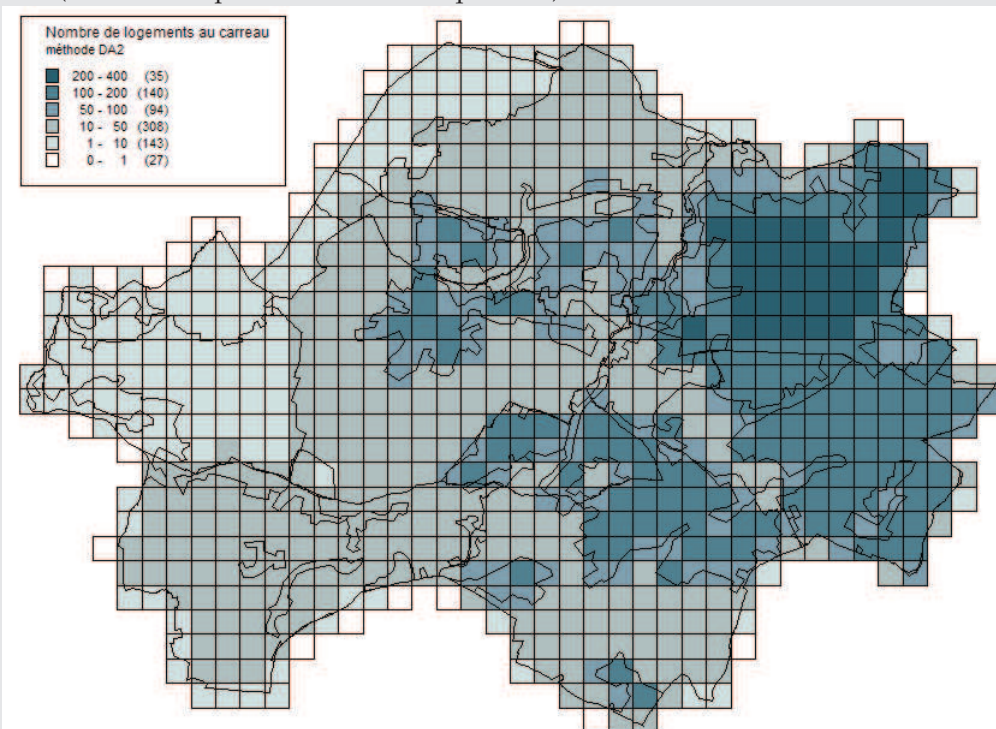 Nombre de logements au carreau
méthode DA2
200 - 400 (35)
100 - 200 (140)
50 - 100 (94)
10 - 50 (308)
1 - 10 (143)
0 - 1 (27)